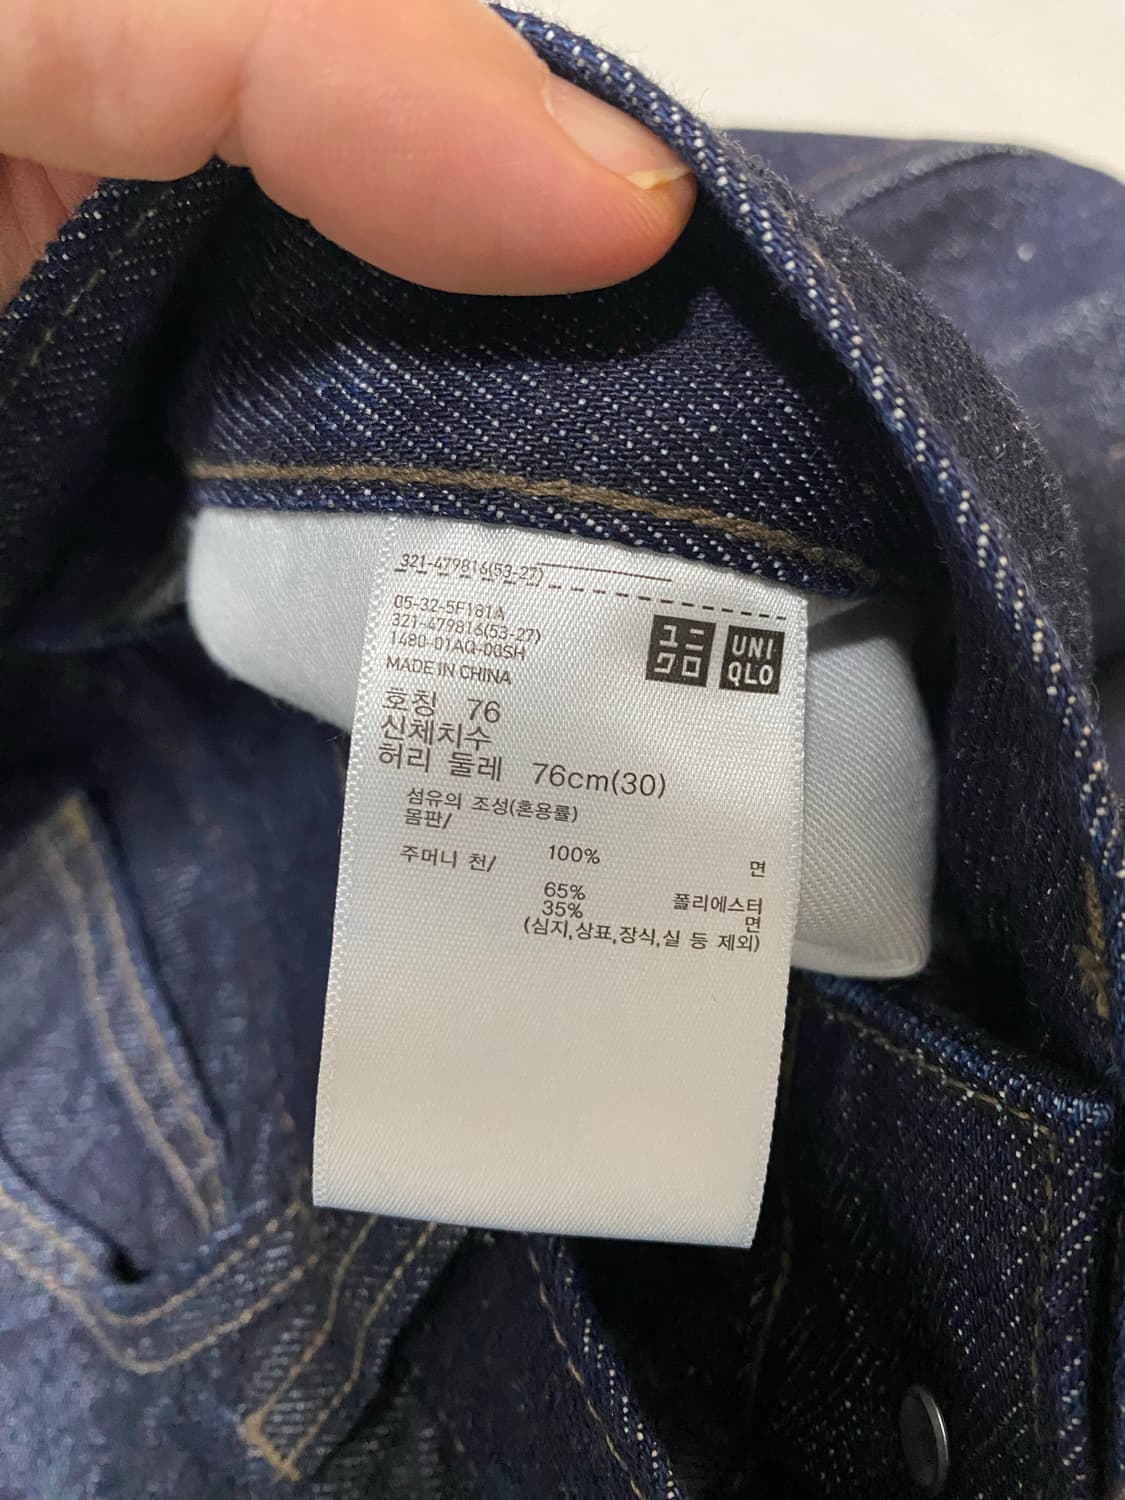 321-479816(53-27)
05-32-5F181A
321-479816(53-27)
1480-01AQ-00SH
MADE IN CHINA
ユニ
クロ
UNI
QLO
호칭 76
신체치수
허리 둘레 76cm(30)
섬유의 조성(혼용률)
몸판/
100% 면
주머니 천/
65% 폴리에스터
35% 면
(심지,상표,장식,실 등 제외)